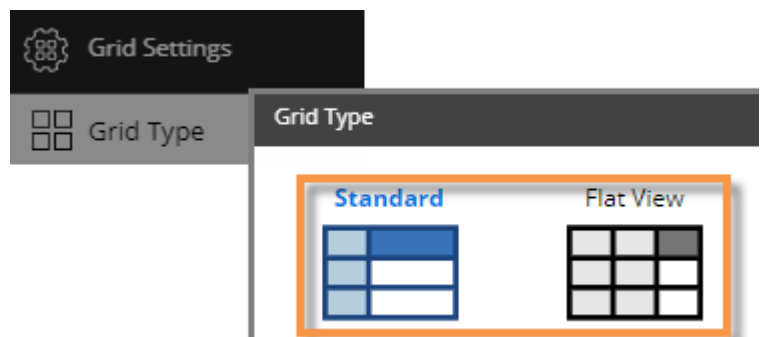 Grid Settings
Grid Type
Grid Type
Standard
Flat View